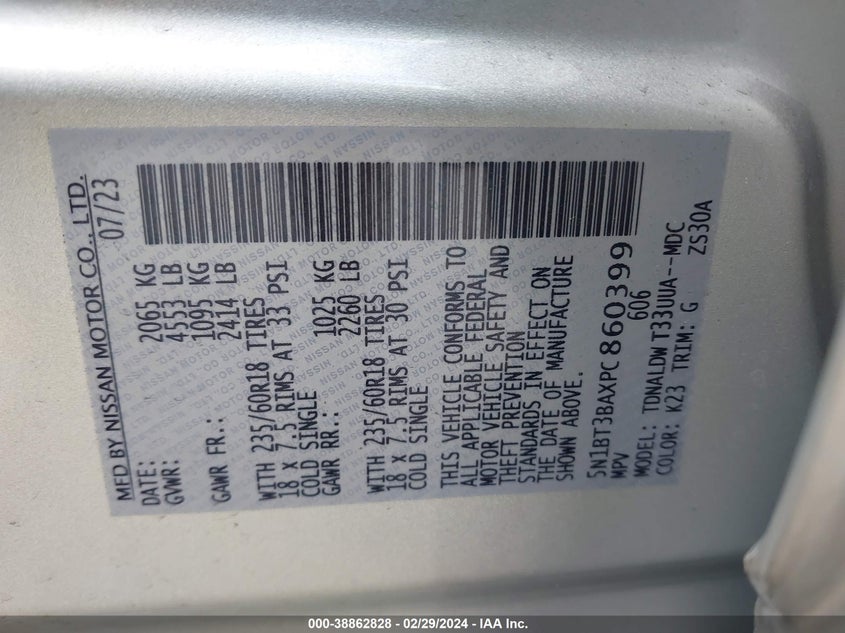 MFD BY NISSAN MOTOR CO., LTD.
DATE: 07/23
GVWR: 2065 KG
4553 LB
GAWR FR.: 1095 KG
2414 LB
WITH 235/60R18 TIRES
18 x 7.5 RIMS AT 33 PSI
COLD SINGLE
GAWR RR.: 1025 KG
2260 LB
WITH 235/60R18 TIRES
18 x 7.5 RIMS AT 30 PSI
COLD SINGLE
THIS VEHICLE CONFORMS TO
ALL APPLICABLE FEDERAL
MOTOR VEHICLE SAFETY AND
THEFT PREVENTION
STANDARDS IN EFFECT ON
THE DATE OF MANUFACTURE
SHOWN ABOVE.
5N1BT3BAXPC860399
MPV 606
MODEL: TDNALDW T33UUA--MDC
COLOR: K23 TRIM: G ZS30A
000-38862828 - 02/29/2024 - IAA Inc.